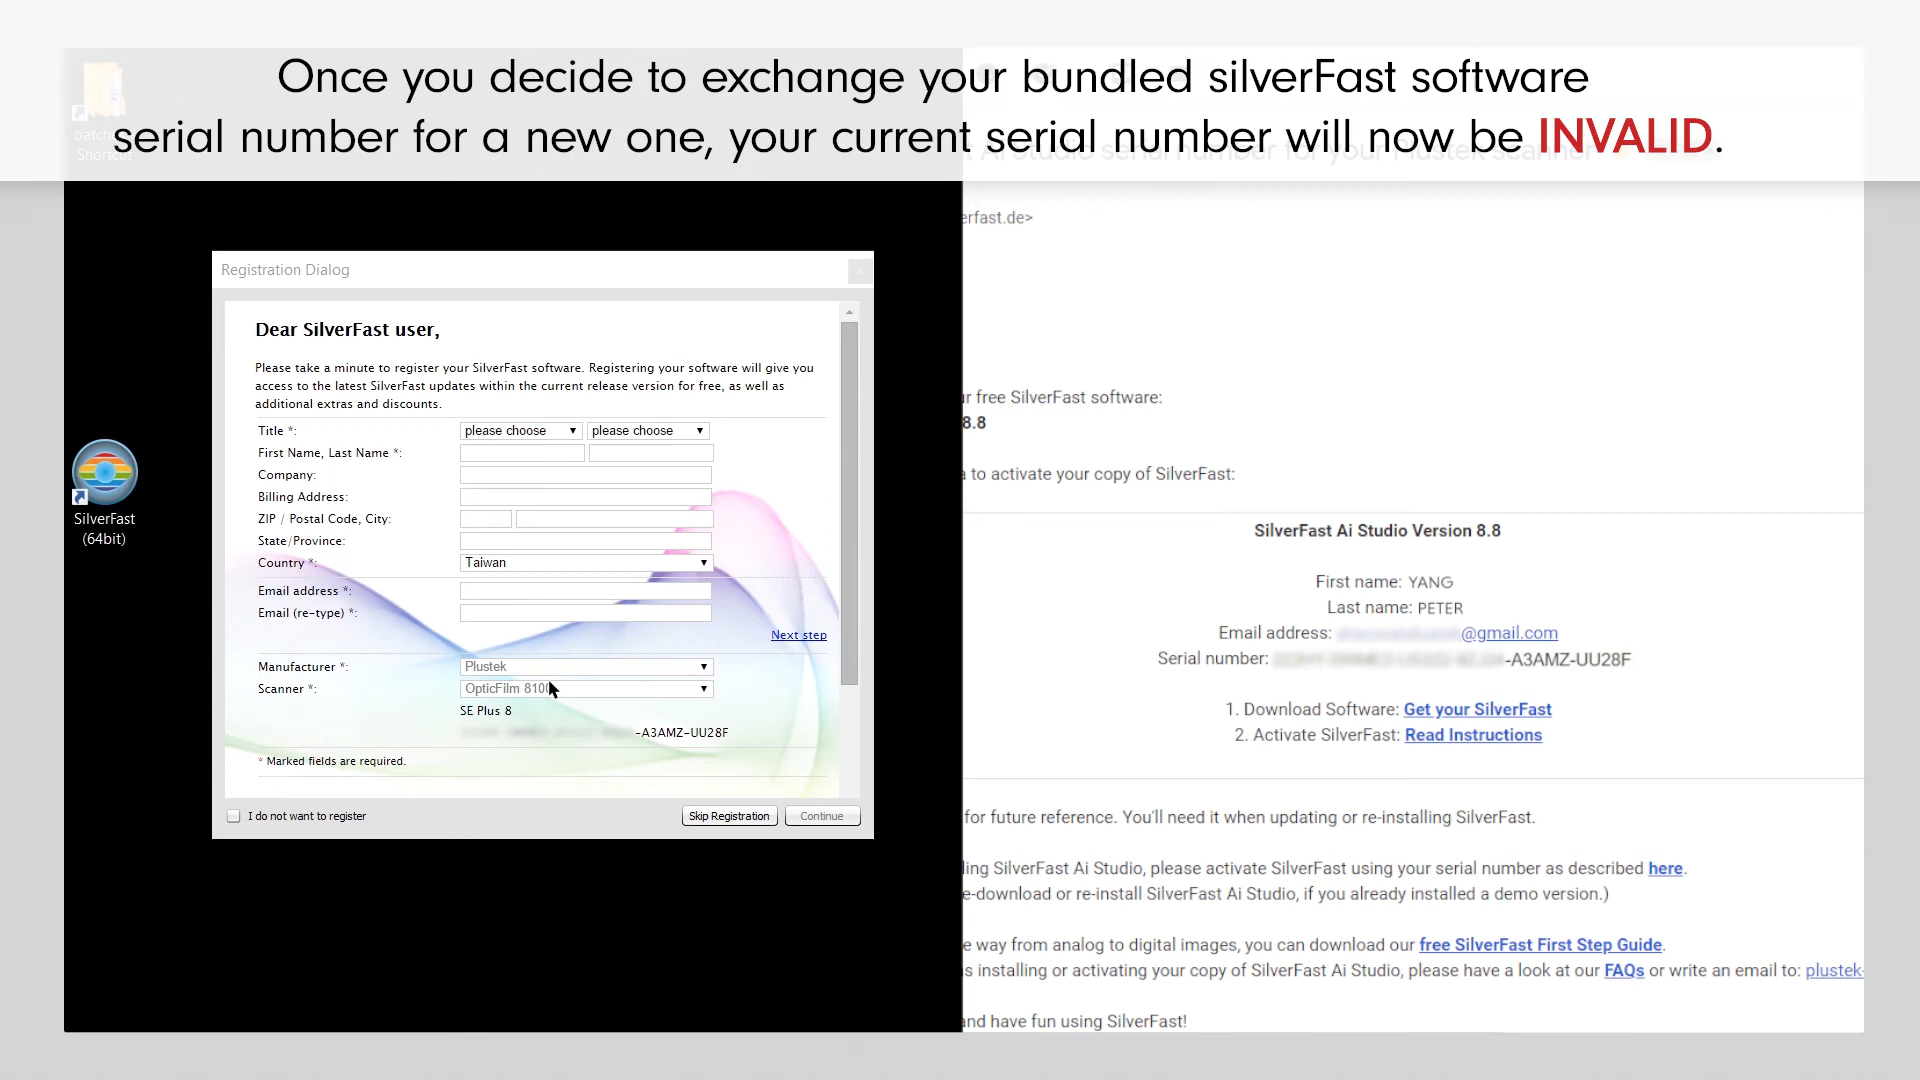 Once you decide to exchange your bundled silverFast software
serial number for a new one, your current serial number will now be INVALID.
batch
Shortcut
t Ai Studio serial number for your Plustek scanner
erfast.de>
Registration Dialog
Dear SilverFast user,
Please take a minute to register your SilverFast software. Registering your software will give you
access to the latest SilverFast updates within the current release version for free, as well as
additional extras and discounts.
Title *: please choose please choose
First Name, Last Name *:
Company:
Billing Address:
ZIP / Postal Code, City:
State/Province:
Country *: Taiwan
Email address *:
Email (re-type) *:
Next step
Manufacturer *: Plustek
Scanner *: OpticFilm 810
SE Plus 8
-A3AMZ-UU28F
* Marked fields are required.
I do not want to register
Skip Registration
Continue
SilverFast
(64bit)
ur free SilverFast software:
8.8
a to activate your copy of SilverFast:
SilverFast Ai Studio Version 8.8
First name: YANG
Last name: PETER
Email address: @gmail.com
Serial number: -A3AMZ-UU28F
1. Download Software: Get your SilverFast
2. Activate SilverFast: Read Instructions
for future reference. You'll need it when updating or re-installing SilverFast.
ling SilverFast Ai Studio, please activate SilverFast using your serial number as described here.
e-download or re-install SilverFast Ai Studio, if you already installed a demo version.)
e way from analog to digital images, you can download our free SilverFast First Step Guide.
s installing or activating your copy of SilverFast Ai Studio, please have a look at our FAQs or write an email to: plustek-
and have fun using SilverFast!